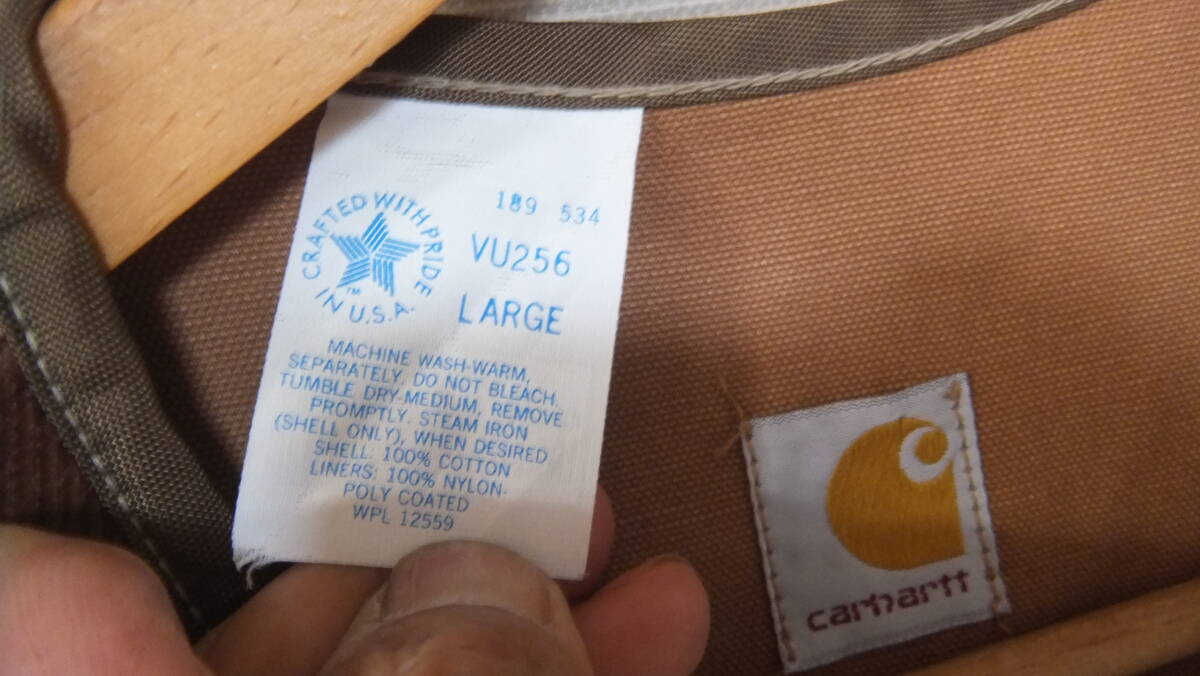 CRAFTED WITH PRIDE
IN U.S.A.
™
189 534
VU256
LARGE
MACHINE WASH-WARM,
SEPARATELY. DO NOT BLEACH.
TUMBLE DRY-MEDIUM, REMOVE
PROMPTLY. STEAM IRON
(SHELL ONLY), WHEN DESIRED
SHELL: 100% COTTON
LINERS: 100% NYLON-
POLY COATED
WPL 12559
carhartt